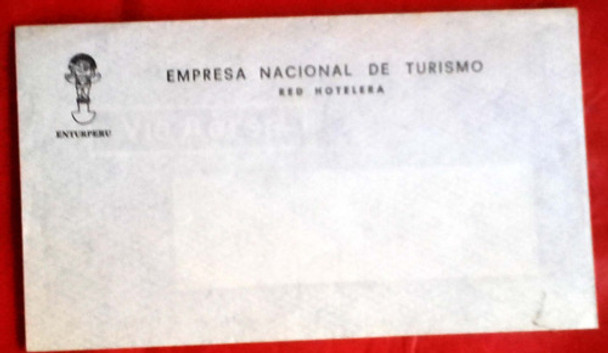 EMPRESA NACIONAL DE TURISMO
RED HOTELERA
ENTURPERU